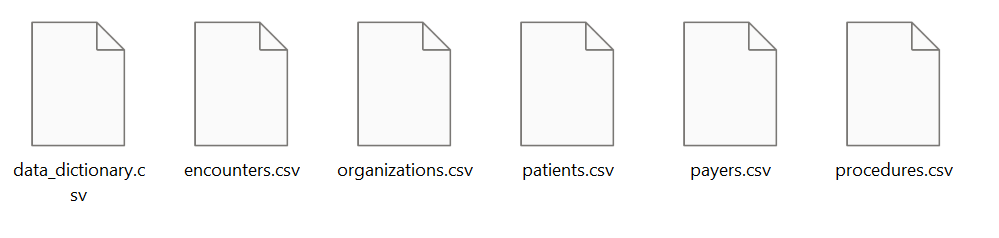 data_dictionary.c
sv
encounters.csv
organizations.csv
patients.csv
payers.csv
procedures.csv